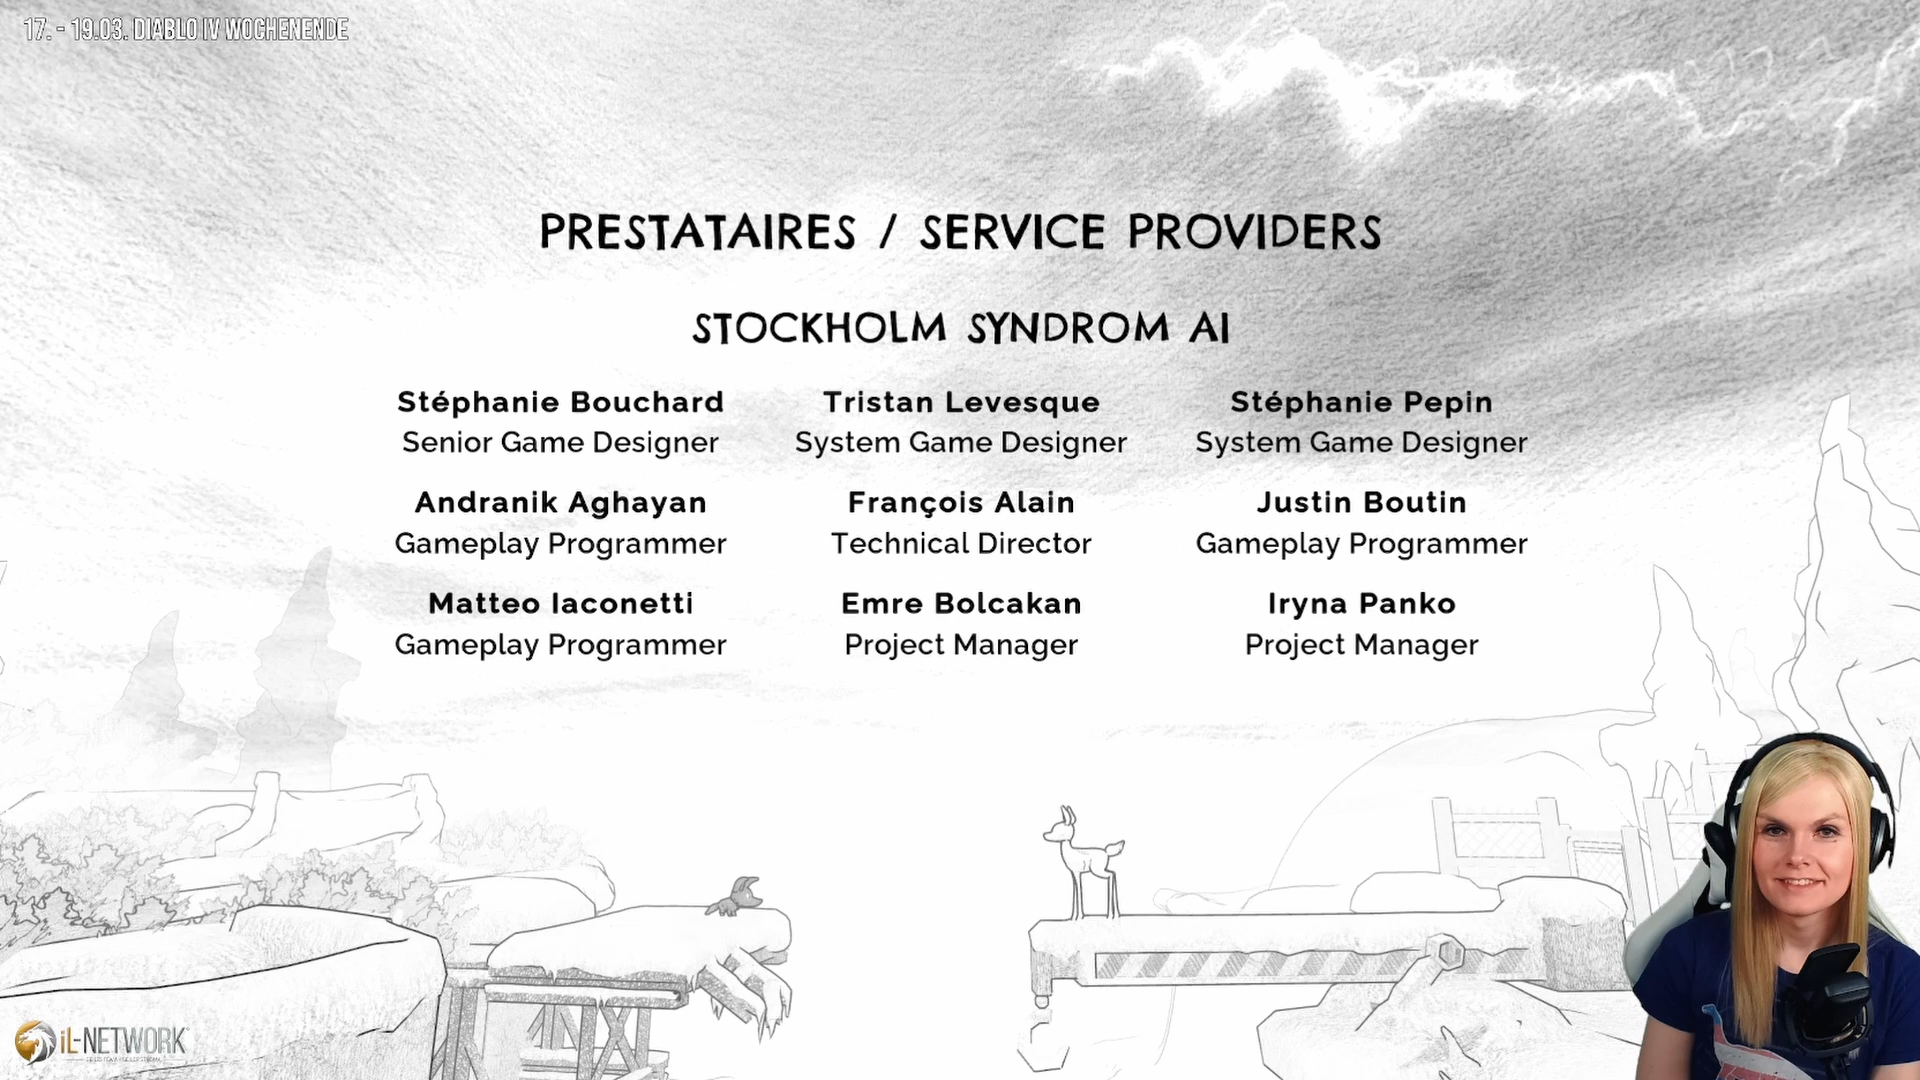 17. - 19.03. DIABLO IV WOCHENENDE
PRESTATAIRES / SERVICE PROVIDERS
STOCKHOLM SYNDROM AI
Stéphanie Bouchard Tristan Levesque Stéphanie Pepin
Senior Game Designer System Game Designer System Game Designer
Andranik Aghayan François Alain Justin Boutin
Gameplay Programmer Technical Director Gameplay Programmer
Matteo Iaconetti Emre Bolcakan Iryna Panko
Gameplay Programmer Project Manager Project Manager
iL-NETWORK